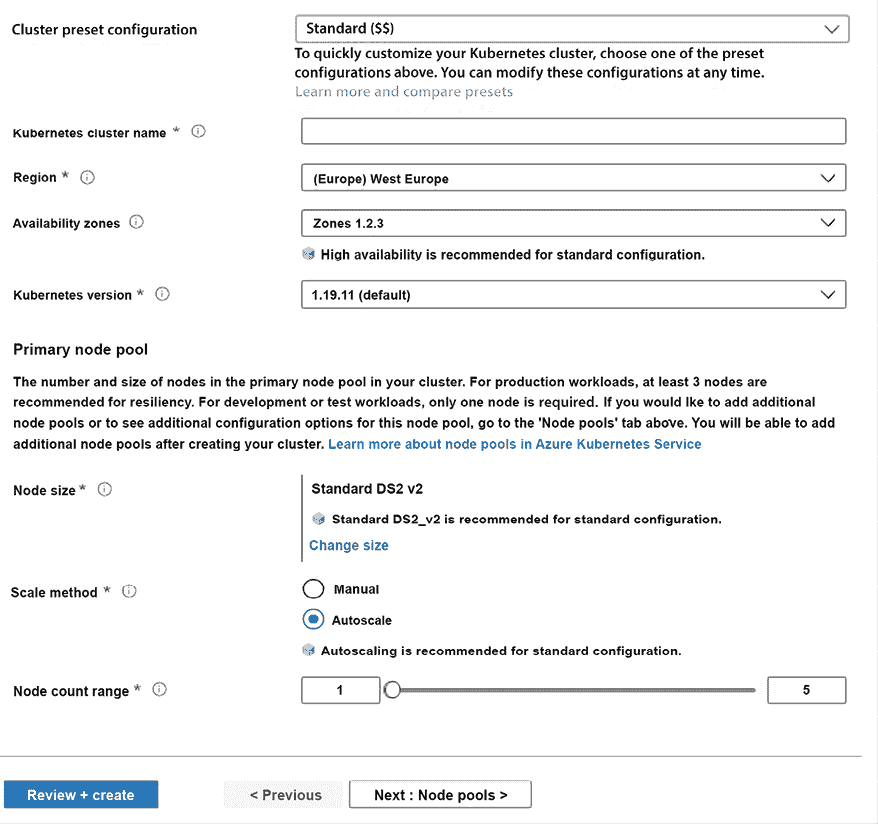 Cluster preset configuration
Standard ($$)
To quickly customize your Kubernetes cluster, choose one of the preset
configurations above. You can modify these configurations at any time.
Learn more and compare presets
Kubernetes cluster name *
Region *
(Europe) West Europe
Availability zones
Zones 1.2.3
High availability is recommended for standard configuration.
Kubernetes version *
1.19.11 (default)
Primary node pool
The number and size of nodes in the primary node pool in your cluster. For production workloads, at least 3 nodes are
recommended for resiliency. For development or test workloads, only one node is required. If you would lke to add additional
node pools or to see additional configuration options for this node pool, go to the 'Node pools' tab above. You will be able to add
additional node pools after creating your cluster. Learn more about node pools in Azure Kubernetes Service
Node size *
Standard DS2 v2
Standard DS2_v2 is recommended for standard configuration.
Change size
Scale method *
Manual
Autoscale
Autoscaling is recommended for standard configuration.
Node count range *
1
5
Review + create
< Previous
Next : Node pools >